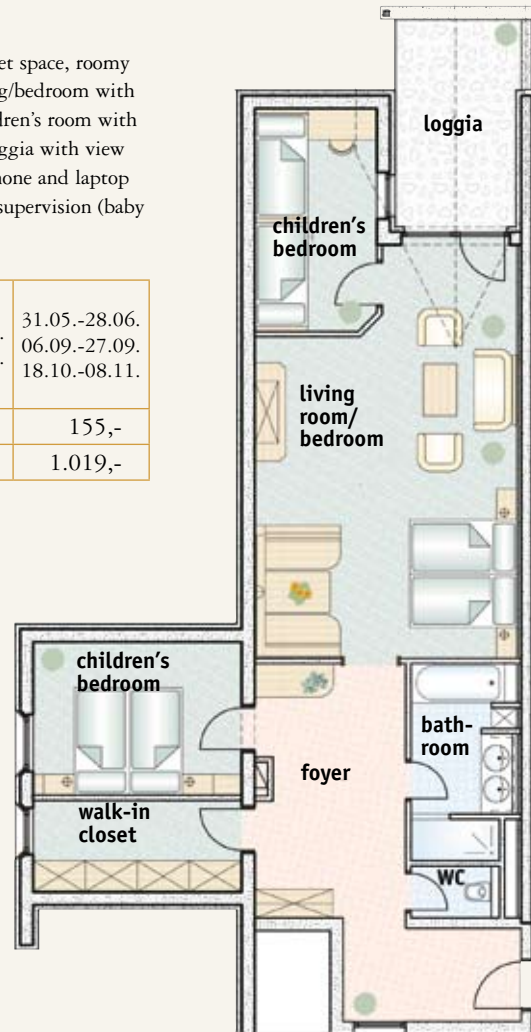 et space, roomy
g/bedroom with
dren's room with
ggia with view
hone and laptop
supervision (baby
31.05.-28.06.
. 06.09.-27.09.
. 18.10.-08.11.
155,-
1.019,-
loggia
children's
bedroom
living
room/
bedroom
children's
bedroom
bath-
room
foyer
walk-in
closet
WC